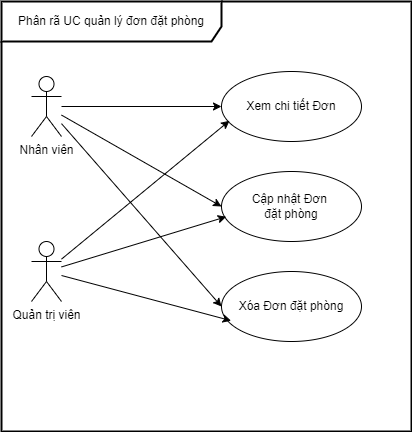 Phân rã UC quản lý đơn đặt phòng
Nhân viên
Xem chi tiết Đơn
Cập nhật Đơn
đặt phòng
Quản trị viên
Xóa Đơn đặt phòng